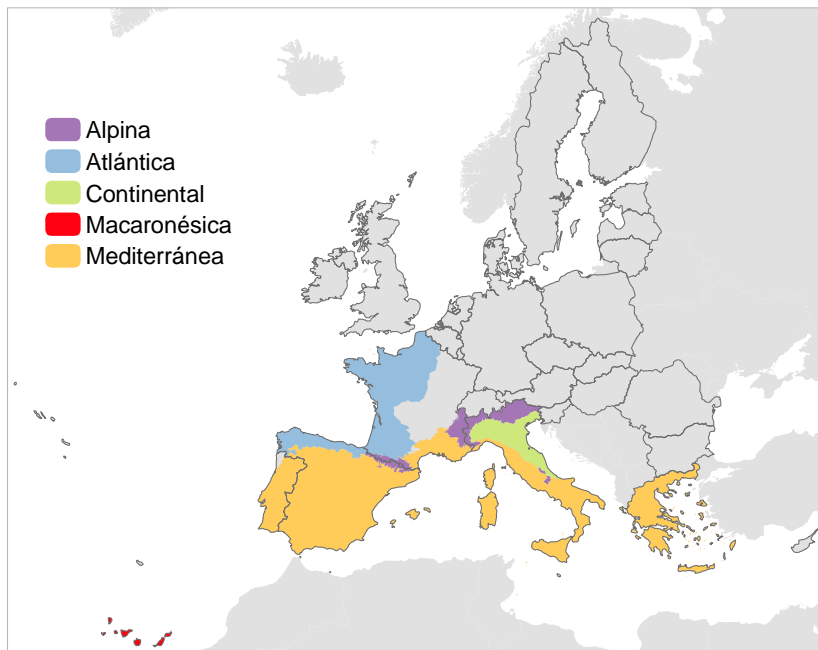 Alpina
Atlántica
Continental
Macaronésica
Mediterránea